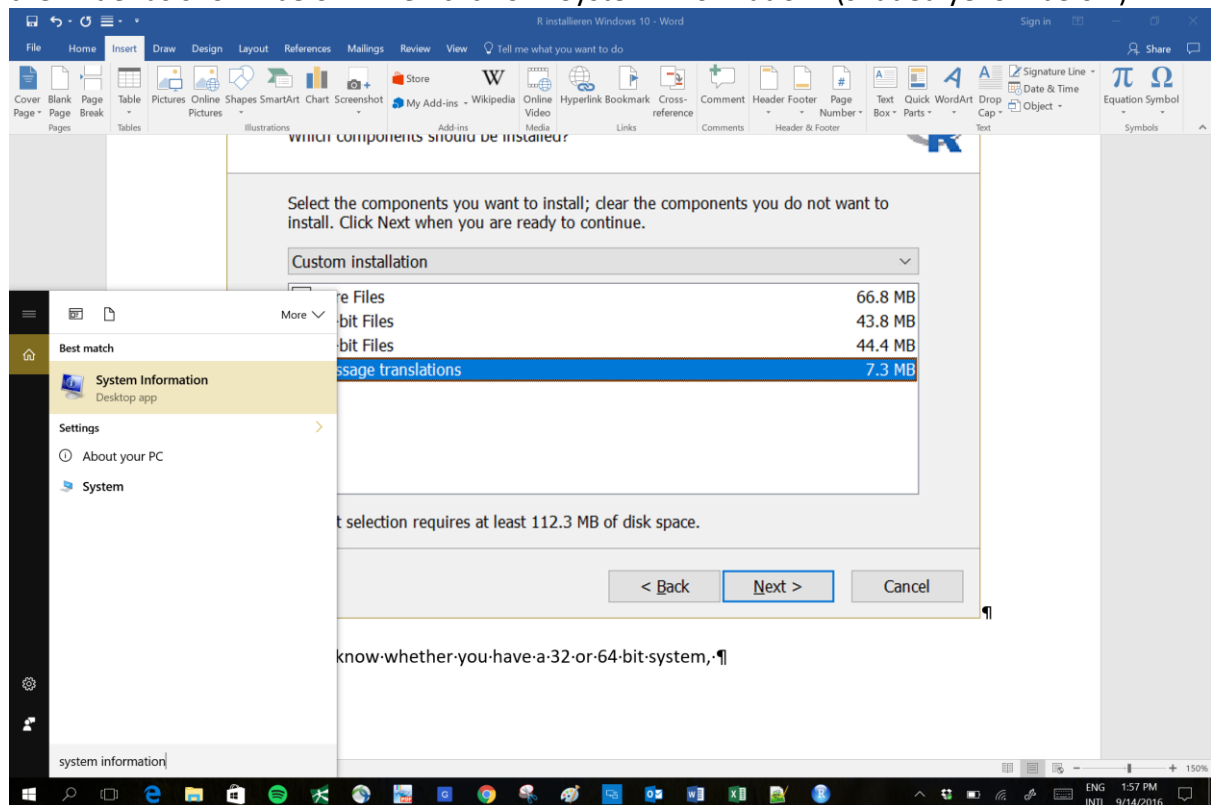 R installieren Windows 10 - Word
Sign in
File Home Insert Draw Design Layout References Mailings Review View Tell me what you want to do
Share
Cover Page
Blank Page
Page Break
Table
Pictures
Online Pictures
Shapes
SmartArt
Chart
Screenshot
Store
My Add-ins
Wikipedia
Online Video
Hyperlink
Bookmark
Cross-reference
Comment
Header
Footer
Page Number
Text Box
Quick Parts
WordArt
Drop Cap
Signature Line
Date & Time
Object
Equation
Symbol
Pages
Tables
Illustrations
Add-ins
Media
Links
Comments
Header & Footer
Text
Symbols
Which components should be installed?
Select the components you want to install; clear the components you do not want to
install. Click Next when you are ready to continue.
Custom installation
re Files 66.8 MB
-bit Files 43.8 MB
-bit Files 44.4 MB
ssage translations 7.3 MB
t selection requires at least 112.3 MB of disk space.
< Back Next > Cancel
¶
know·whether·you·have·a·32·or·64·bit·system,·¶
More
Best match
System Information
Desktop app
Settings
About your PC
System
system information
150%
ENG
INTL
1:57 PM
9/14/2016